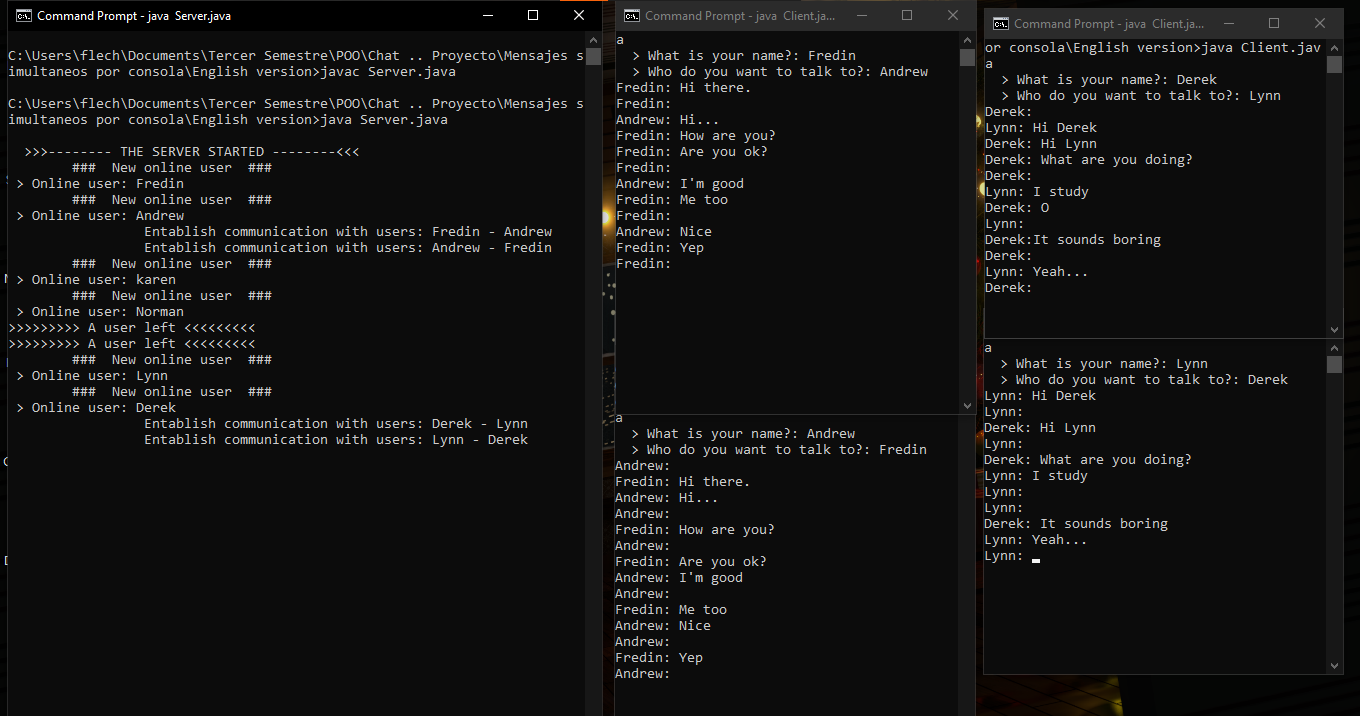 Command Prompt - java  Server.java
C:\Users\flech\Documents\Tercer Semestre\POO\Chat .. Proyecto\Mensajes s
imultaneos por consola\English version>javac Server.java
C:\Users\flech\Documents\Tercer Semestre\POO\Chat .. Proyecto\Mensajes s
imultaneos por consola\English version>java Server.java
>>>-------- THE SERVER STARTED --------<<<
###  New online user  ###
> Online user: Fredin
###  New online user  ###
> Online user: Andrew
Entablish communication with users: Fredin - Andrew
Entablish communication with users: Andrew - Fredin
###  New online user  ###
> Online user: karen
###  New online user  ###
> Online user: Norman
>>>>>>>>> A user left <<<<<<<<<
>>>>>>>>> A user left <<<<<<<<<
###  New online user  ###
> Online user: Lynn
###  New online user  ###
> Online user: Derek
Entablish communication with users: Derek - Lynn
Entablish communication with users: Lynn - Derek
Command Prompt - java  Client.ja...
a
> What is your name?: Fredin
> Who do you want to talk to?: Andrew
Fredin: Hi there.
Fredin:
Andrew: Hi...
Fredin: How are you?
Fredin: Are you ok?
Fredin:
Andrew: I'm good
Fredin: Me too
Fredin:
Andrew: Nice
Fredin: Yep
Fredin:
a
> What is your name?: Andrew
> Who do you want to talk to?: Fredin
Andrew:
Fredin: Hi there.
Andrew: Hi...
Andrew:
Fredin: How are you?
Andrew:
Fredin: Are you ok?
Andrew: I'm good
Andrew:
Fredin: Me too
Andrew: Nice
Andrew:
Fredin: Yep
Andrew:
Command Prompt - java  Client.ja...
or consola\English version>java Client.jav
a
> What is your name?: Derek
> Who do you want to talk to?: Lynn
Derek:
Lynn: Hi Derek
Derek: Hi Lynn
Derek: What are you doing?
Derek:
Lynn: I study
Derek: O
Lynn:
Derek:It sounds boring
Derek:
Lynn: Yeah...
Derek:
a
> What is your name?: Lynn
> Who do you want to talk to?: Derek
Lynn: Hi Derek
Lynn:
Derek: Hi Lynn
Lynn:
Derek: What are you doing?
Lynn: I study
Lynn:
Lynn:
Derek: It sounds boring
Lynn: Yeah...
Lynn: